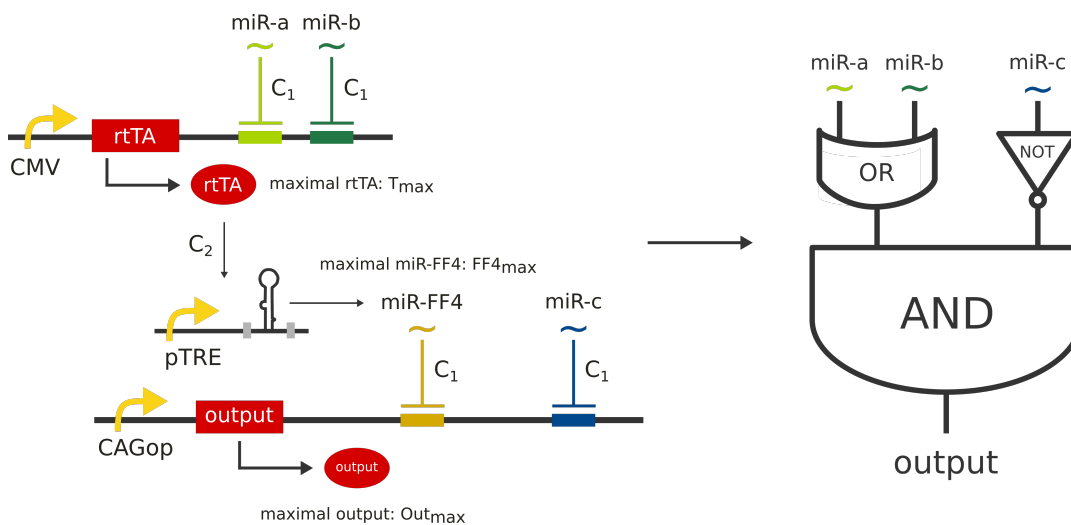 miR-a miR-b
C1 C1
rtTA
CMV
rtTA maximal rtTA: Tmax
C2
maximal miR-FF4: FF4max
miR-FF4 miR-c
pTRE
C1 C1
output
CAGop
output
maximal output: Outmax
miR-a miR-b miR-c
OR NOT
AND
output